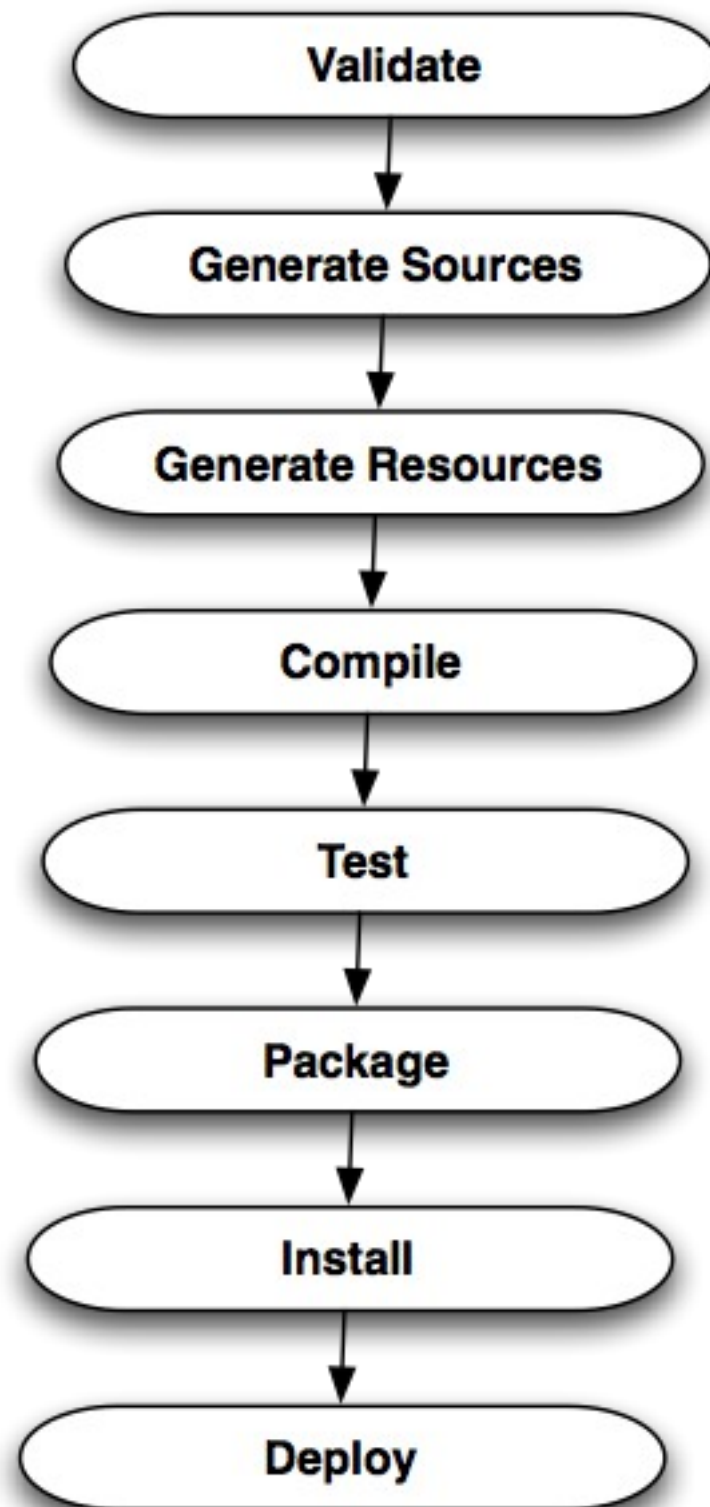 Validate
Generate Sources
Generate Resources
Compile
Test
Package
Install
Deploy